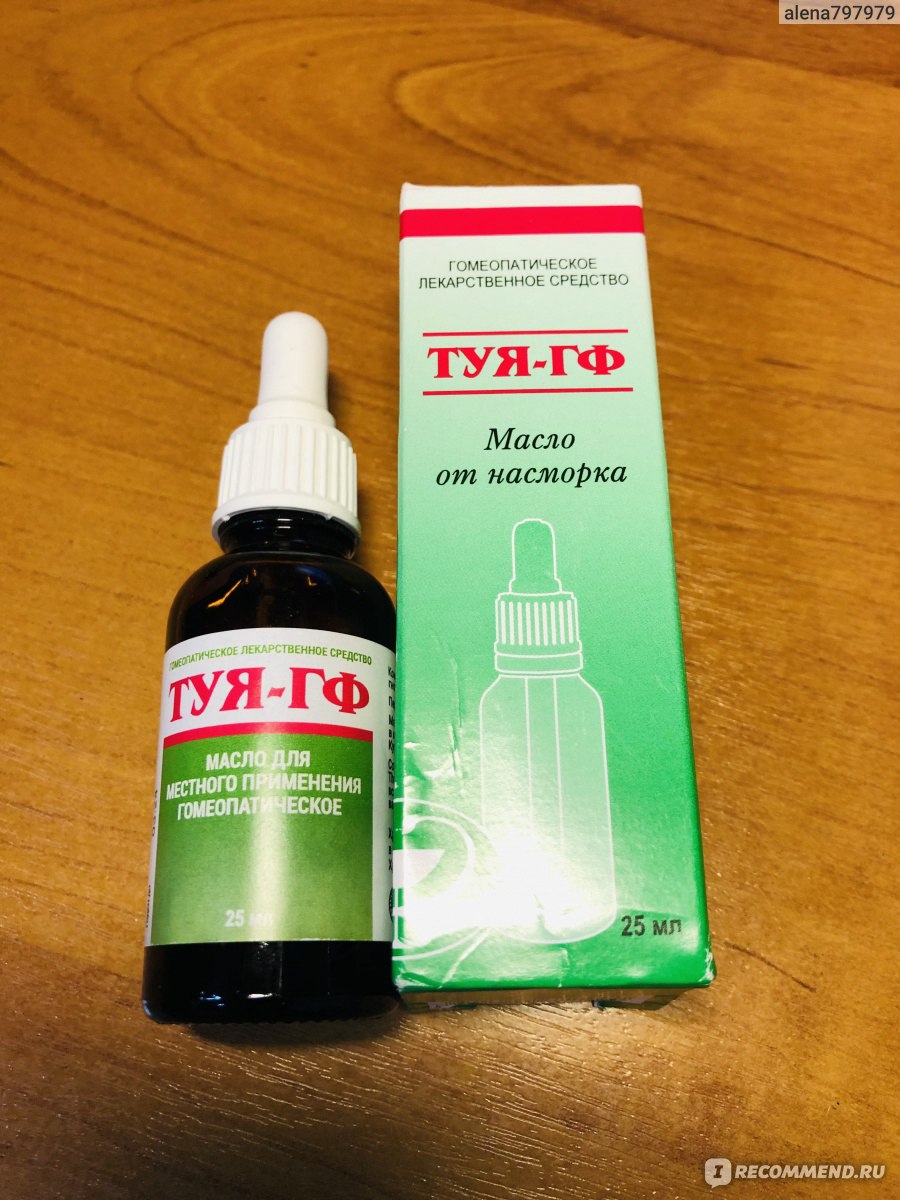 alena797979
ГОМЕОПАТИЧЕСКОЕ
ЛЕКАРСТВЕННОЕ СРЕДСТВО
ТУЯ-ГФ
Масло
от насморка
25 мл
ГОМЕОПАТИЧЕСКОЕ ЛЕКАРСТВЕННОЕ СРЕДСТВО
ТУЯ-ГФ
МАСЛО ДЛЯ
МЕСТНОГО ПРИМЕНЕНИЯ
ГОМЕОПАТИЧЕСКОЕ
25 мл
I RECOMMEND.RU